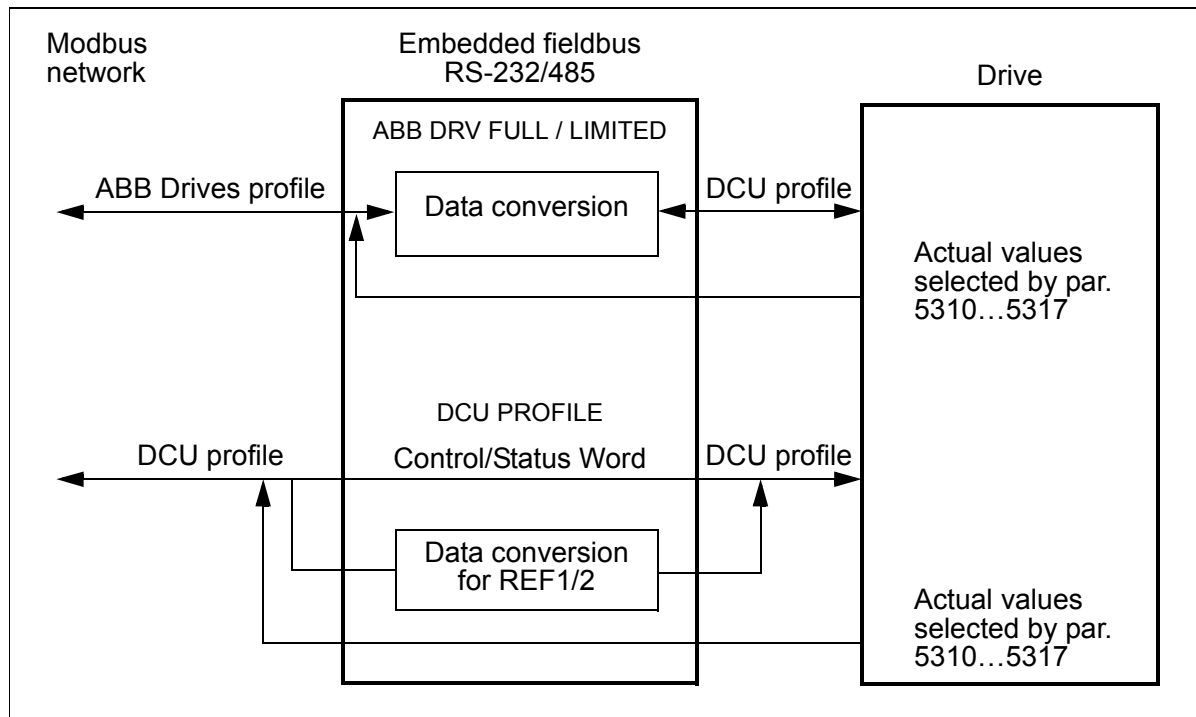 Modbus
network
Embedded fieldbus
RS-232/485
Drive
ABB DRV FULL / LIMITED
ABB Drives profile
Data conversion
DCU profile
Actual values
selected by par.
5310…5317
DCU PROFILE
DCU profile
Control/Status Word
DCU profile
Data conversion
for REF1/2
Actual values
selected by par.
5310…5317